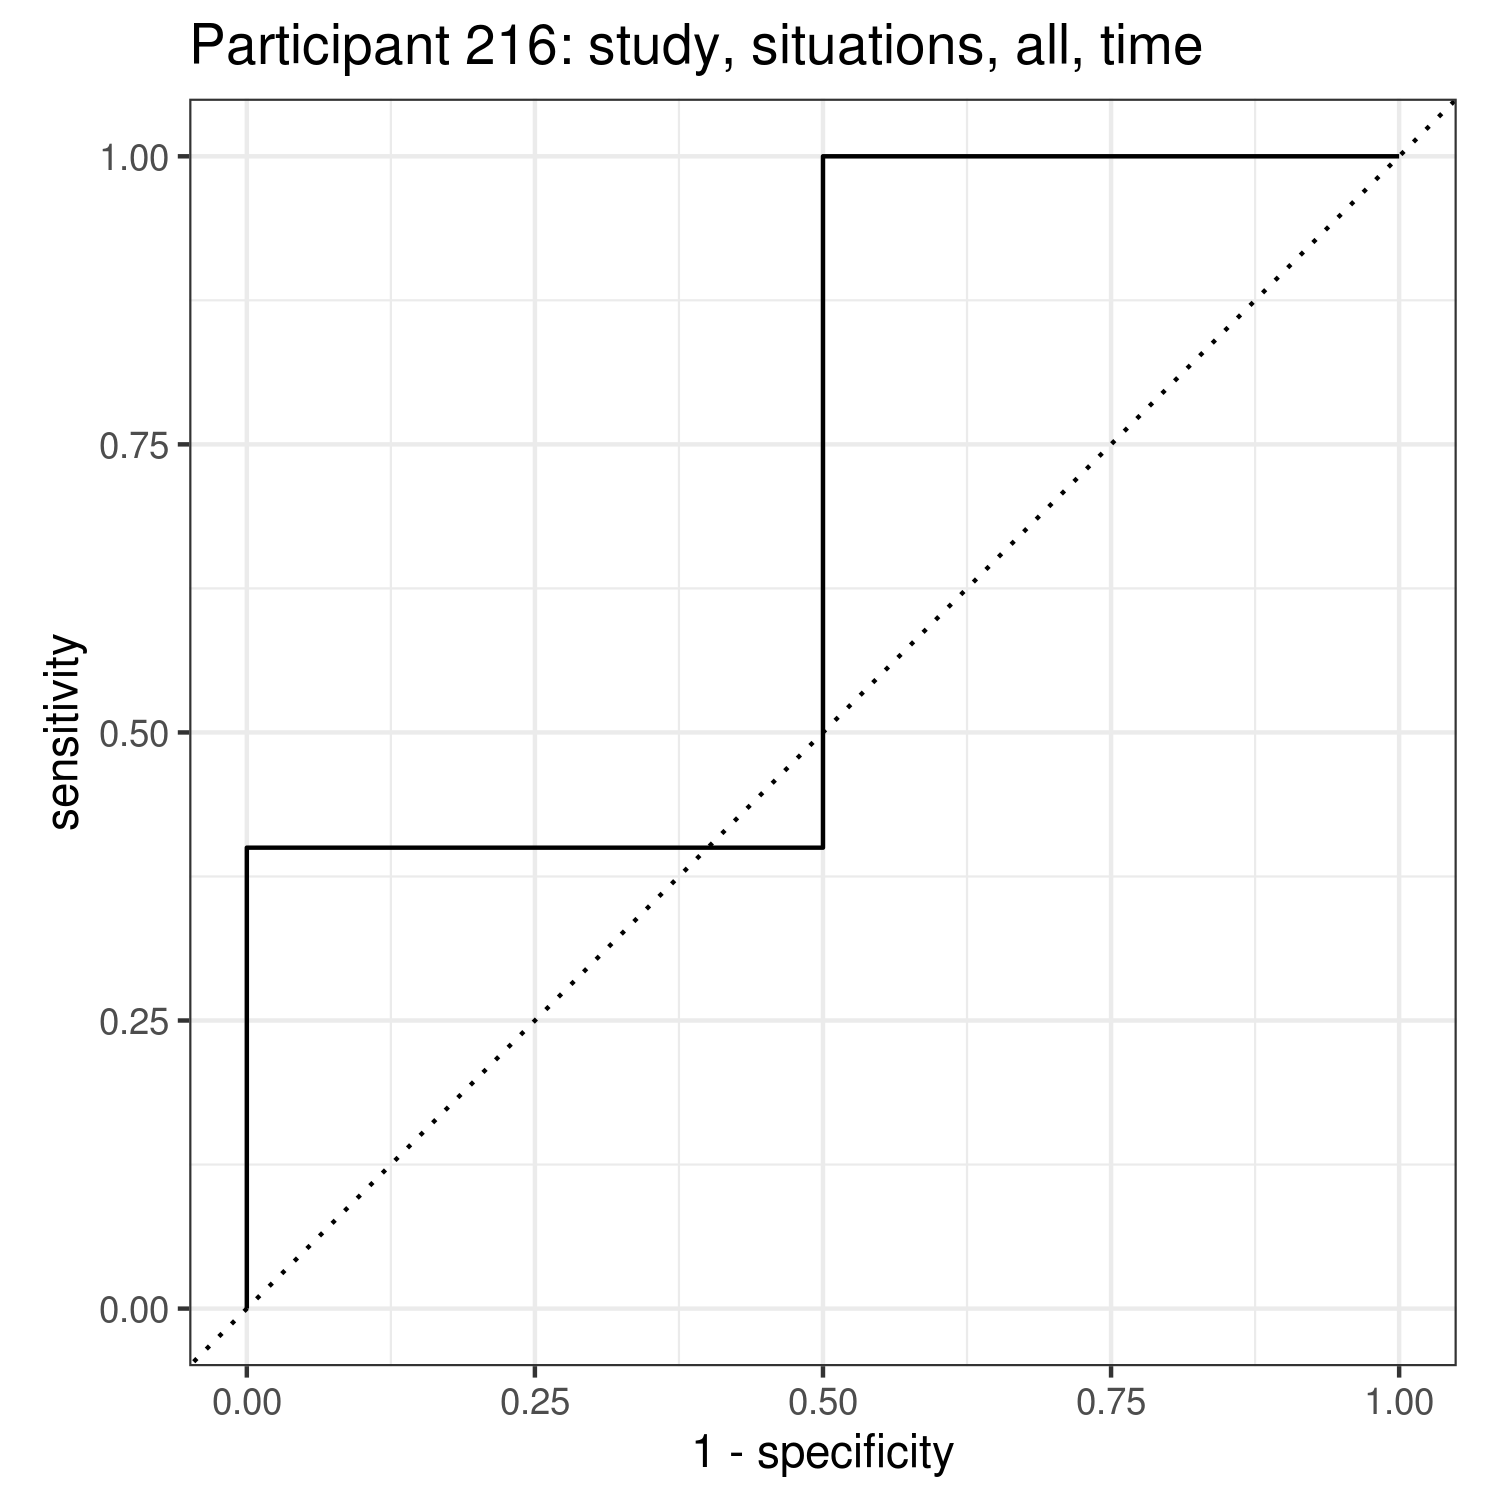 Participant 216: study, situations, all, time
1.00
0.75
0.50
0.25
0.00
sensitivity
0.00 0.25 0.50 0.75 1.00
1 - specificity